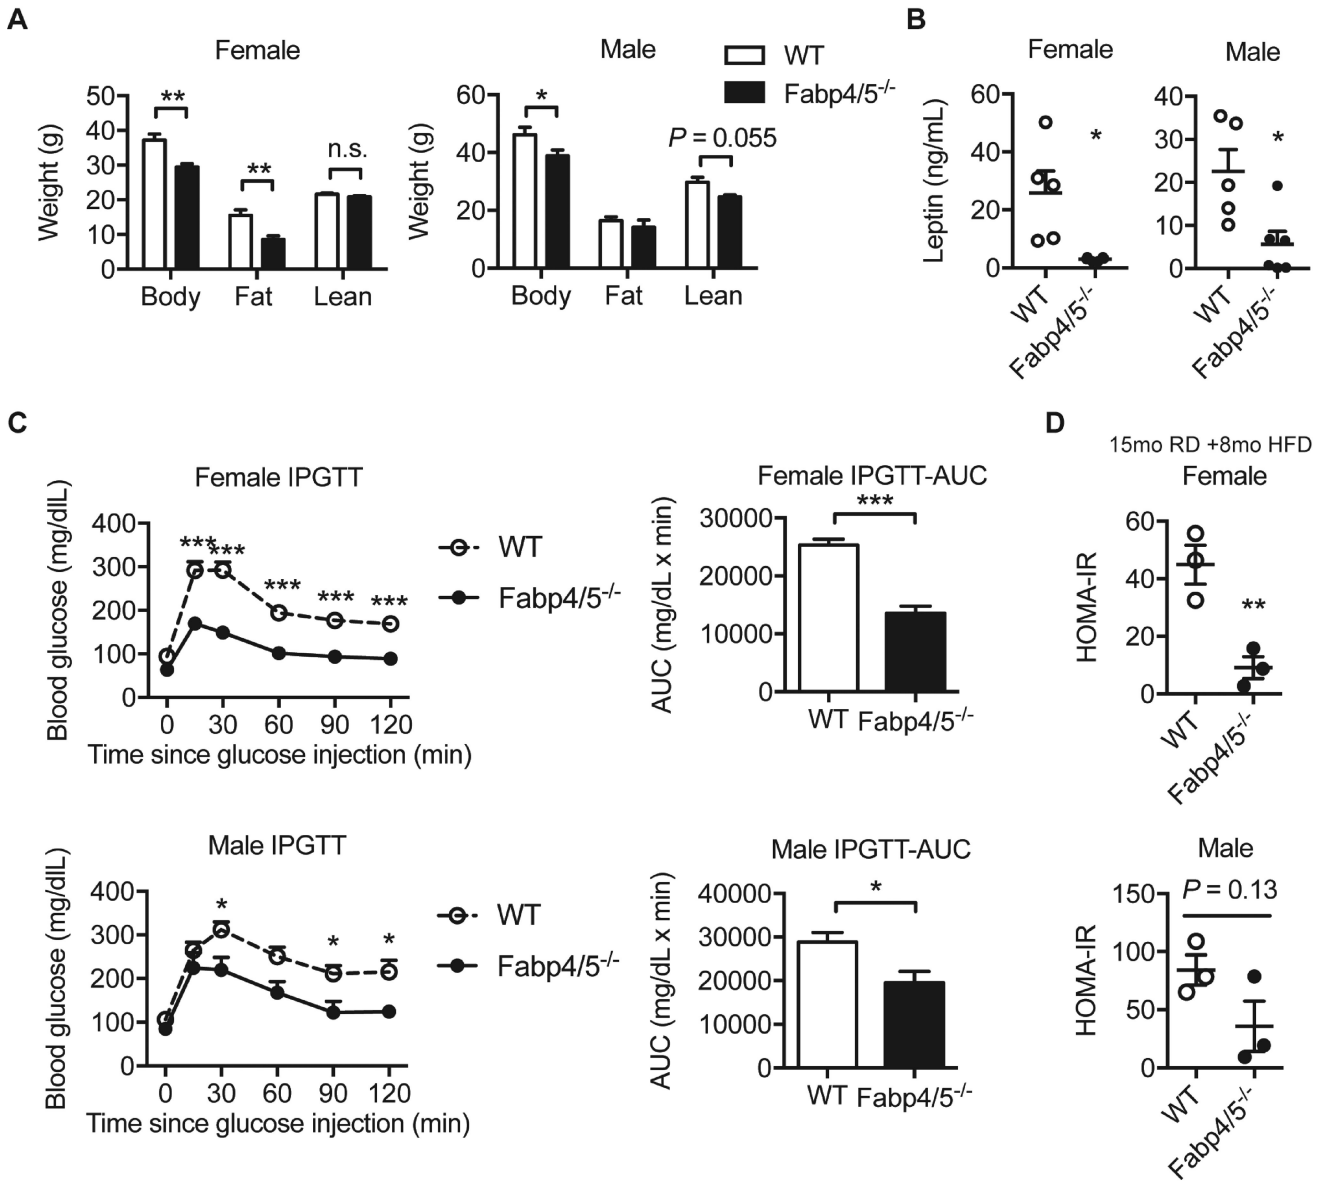 A
Female
Weight (g)
50
40
30
20
10
0
**
**
n.s.
Body
Fat
Lean
Male
WT
Fabp4/5-/-
Weight (g)
60
40
20
0
*
P = 0.055
Body
Fat
Lean
B
Female
Leptin (ng/mL)
60
40
20
0
*
WT
Fabp4/5-/-
Male
40
30
20
10
0
*
WT
Fabp4/5-/-
C
Female IPGTT
Blood glucose (mg/dlL)
400
300
200
100
0
***
***
***
***
***
0 30 60 90 120
Time since glucose injection (min)
WT
Fabp4/5-/-
Female IPGTT-AUC
AUC (mg/dL x min)
30000
20000
10000
0
***
WT
Fabp4/5-/-
D
15mo RD +8mo HFD
Female
HOMA-IR
60
40
20
0
**
WT
Fabp4/5-/-
Male IPGTT
Blood glucose (mg/dlL)
400
300
200
100
0
*
*
*
0 30 60 90 120
Time since glucose injection (min)
WT
Fabp4/5-/-
Male IPGTT-AUC
AUC (mg/dL x min)
40000
30000
20000
10000
0
*
WT
Fabp4/5-/-
Male
HOMA-IR
150
100
50
0
P = 0.13
WT
Fabp4/5-/-